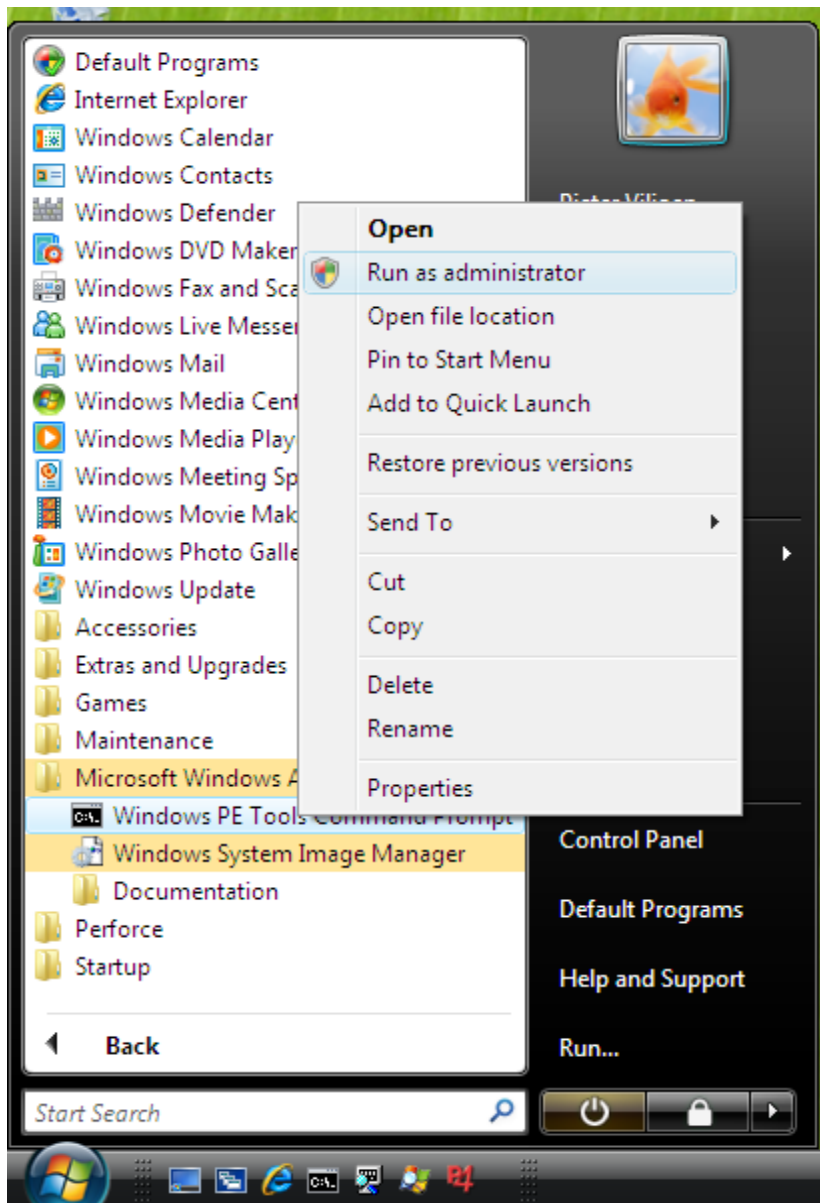 Default Programs
Internet Explorer
Windows Calendar
Windows Contacts
Windows Defender
Windows DVD Maker
Windows Fax and Sca
Windows Live Messe
Windows Mail
Windows Media Cent
Windows Media Play
Windows Meeting Sp
Windows Movie Mak
Windows Photo Galle
Windows Update
Accessories
Extras and Upgrades
Games
Maintenance
Microsoft Windows A
Windows PE Tools Command Prompt
Windows System Image Manager
Documentation
Perforce
Startup
Back
Start Search
Open
Run as administrator
Open file location
Pin to Start Menu
Add to Quick Launch
Restore previous versions
Send To
Cut
Copy
Delete
Rename
Properties
Control Panel
Default Programs
Help and Support
Run...